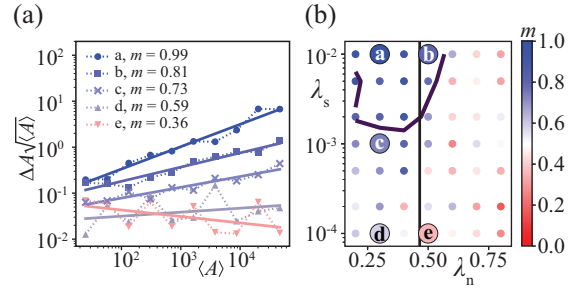 (a)
10²
10¹
10⁰
10⁻¹
10⁻²
ΔA√⟨A⟩
a, m = 0.99
b, m = 0.81
c, m = 0.73
d, m = 0.59
e, m = 0.36
10² 10³ 10⁴
⟨A⟩
(b)
10⁻²
λs
10⁻³
10⁻⁴
a b
c
d e
0.25 0.50 0.75
λn
m
1.0
0.8
0.6
0.4
0.2
0.0